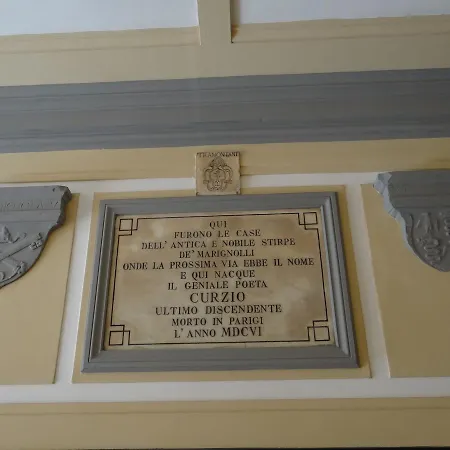 TRAMONTANI
QUI
FURONO LE CASE
DELL'ANTICA E NOBILE STIRPE
DE' MARIGNOLLI
ONDE LA PROSSIMA VIA EBBE IL NOME
E QUI NACQUE
IL GENIALE POETA
CURZIO
ULTIMO DISCENDENTE
MORTO IN PARIGI
L'ANNO MDCVI